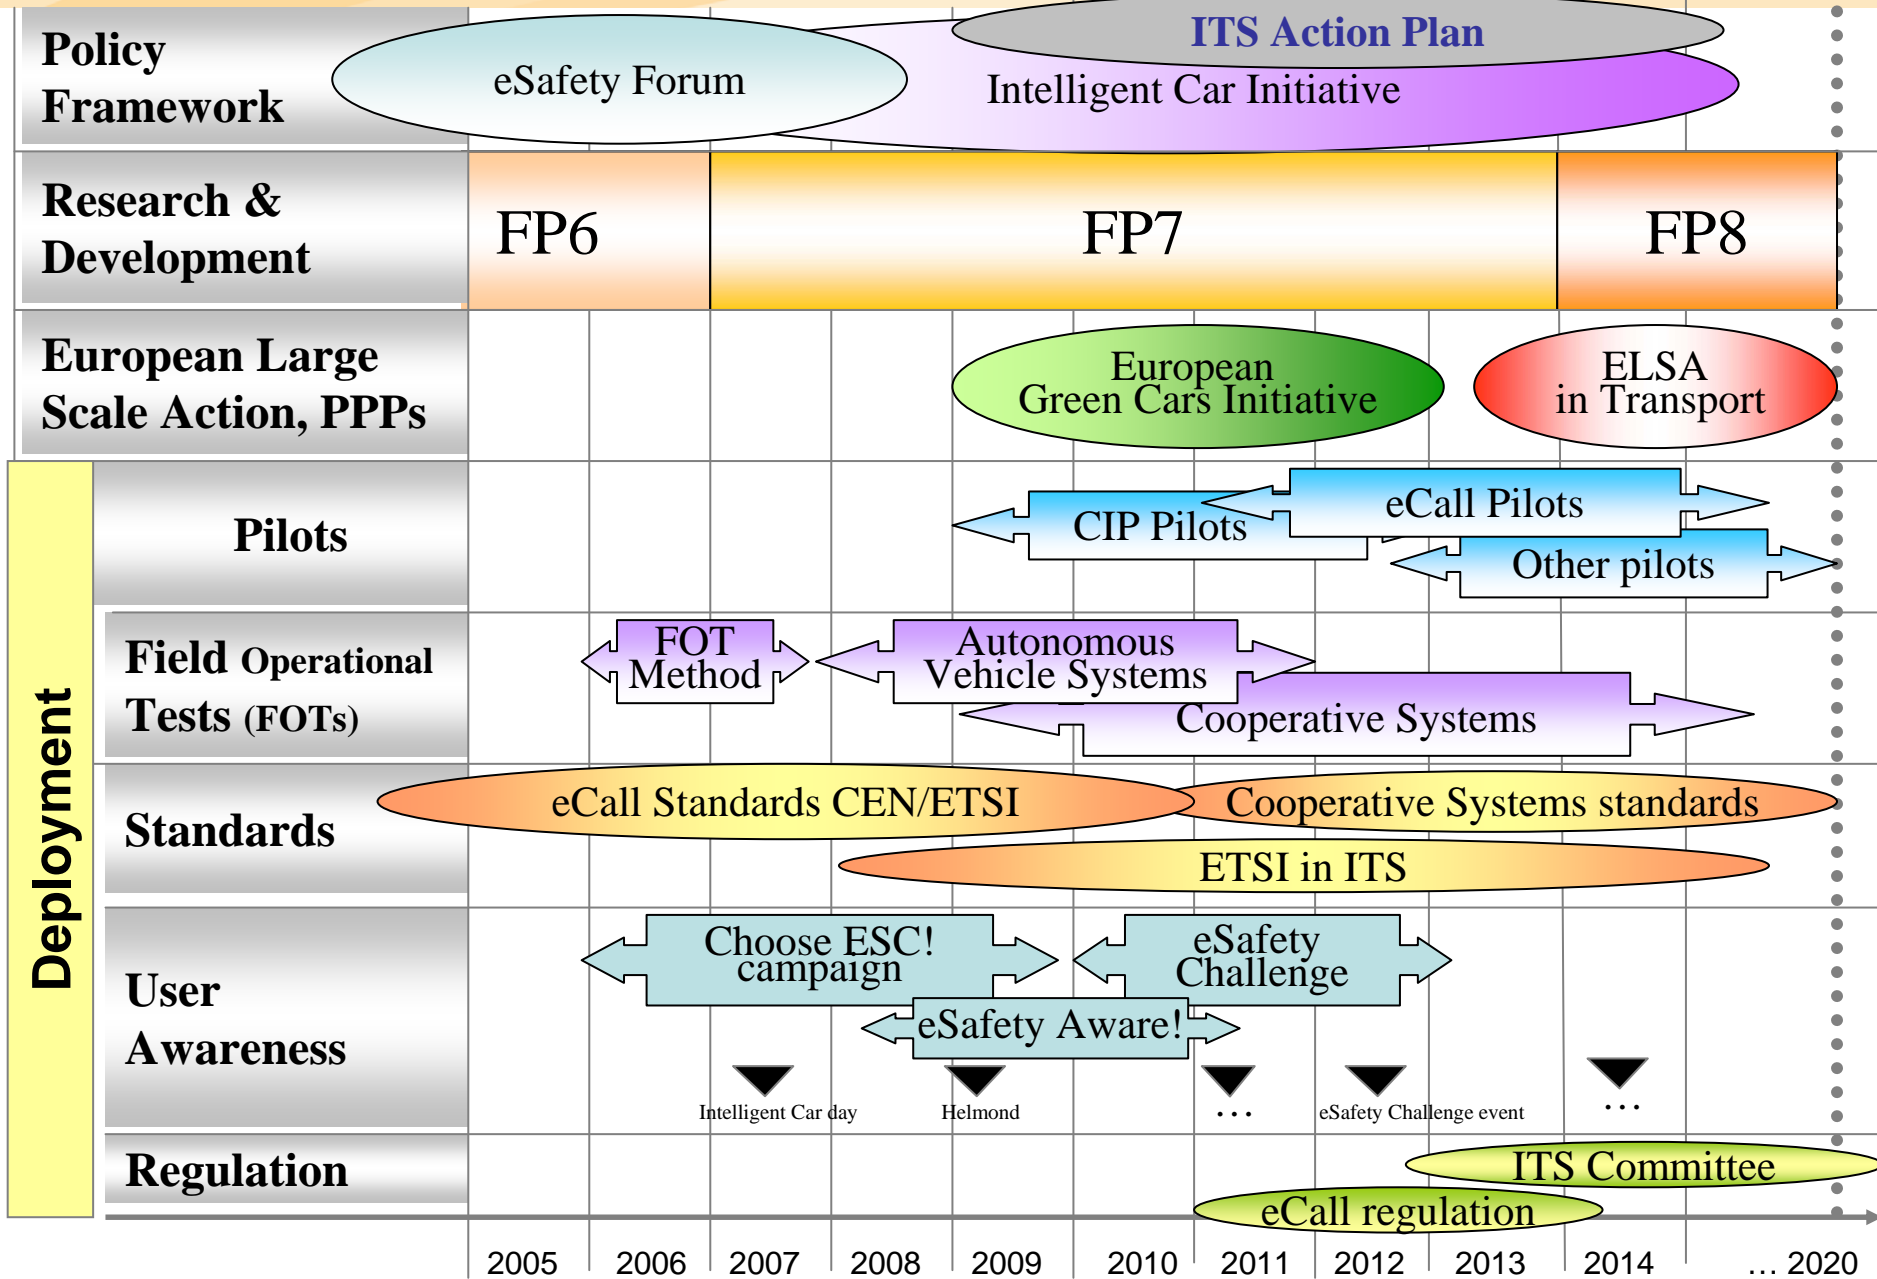 Policy
Framework
eSafety Forum
ITS Action Plan
Intelligent Car Initiative
Research &
Development
FP6
FP7
FP8
European Large
Scale Action, PPPs
European
Green Cars Initiative
ELSA
in Transport
Deployment
Pilots
CIP Pilots
eCall Pilots
Other pilots
Field Operational
Tests (FOTs)
FOT
Method
Autonomous
Vehicle Systems
Cooperative Systems
Standards
eCall Standards CEN/ETSI
Cooperative Systems standards
ETSI in ITS
User
Awareness
Choose ESC!
campaign
eSafety
Challenge
eSafety Aware!
Intelligent Car day
Helmond
...
eSafety Challenge event
...
Regulation
ITS Committee
eCall regulation
2005 2006 2007 2008 2009 2010 2011 2012 2013 2014 ... 2020